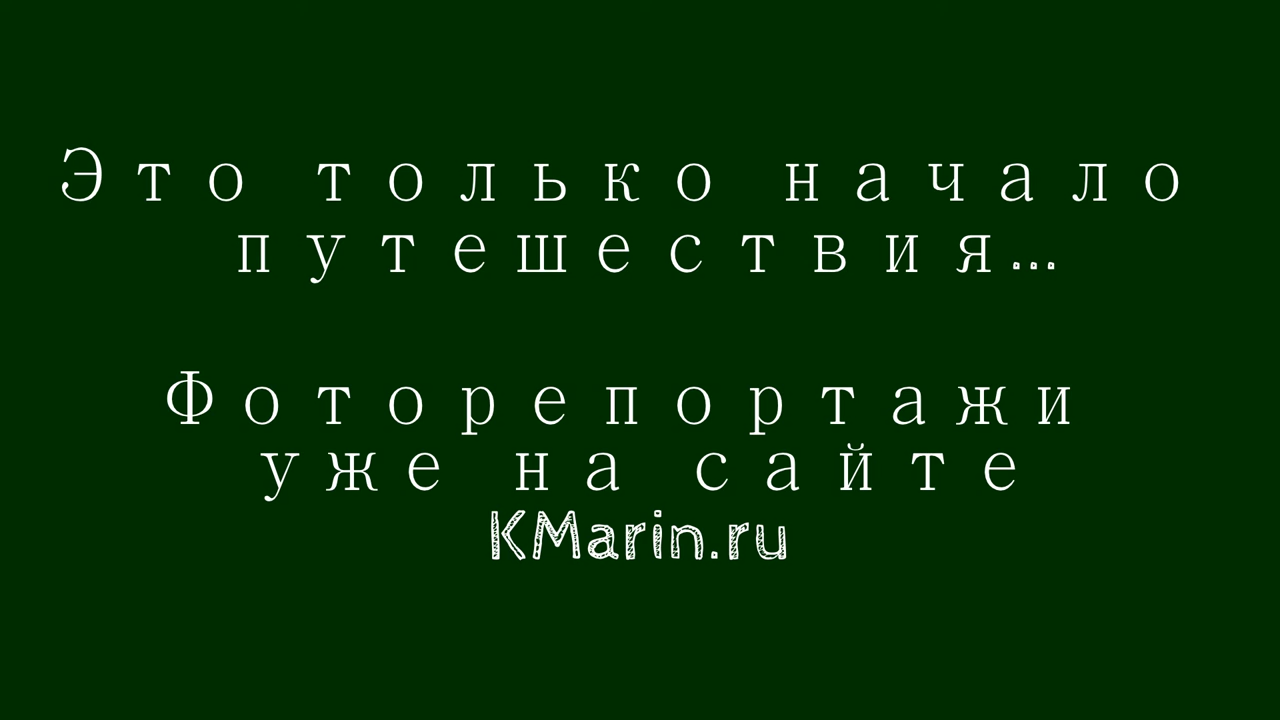 Это только начало
путешествия...
Фоторепортажи
уже на сайте
KMarin.ru